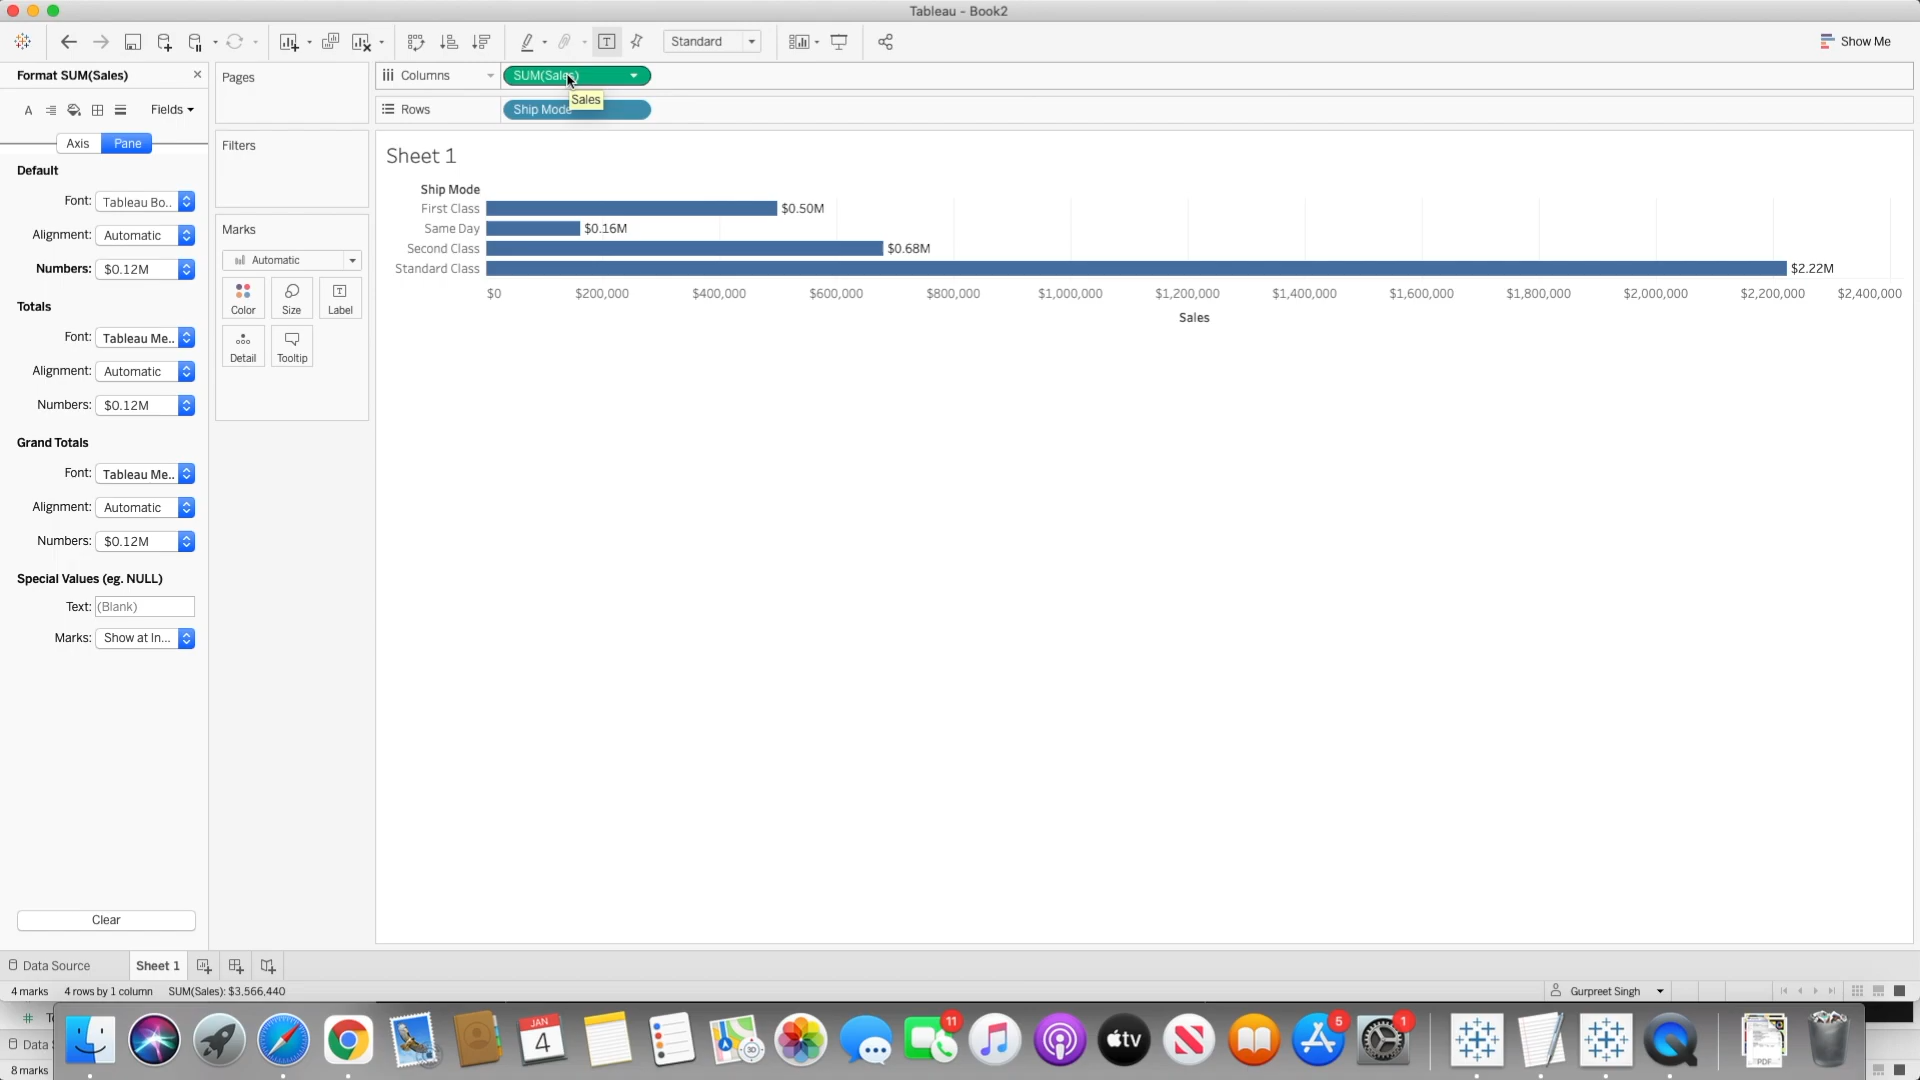 Tableau - Book2
Standard
Show Me
Format SUM(Sales)
Fields
Axis
Pane
Default
Font: Tableau Bo..
Alignment: Automatic
Numbers: $0.12M
Totals
Font: Tableau Me..
Alignment: Automatic
Numbers: $0.12M
Grand Totals
Font: Tableau Me..
Alignment: Automatic
Numbers: $0.12M
Special Values (eg. NULL)
Text: (Blank)
Marks: Show at In...
Clear
Pages
Filters
Marks
Automatic
Color
Size
Label
Detail
Tooltip
Columns
SUM(Sales)
Sales
Rows
Ship Mode
Sheet 1
Ship Mode
First Class $0.50M
Same Day $0.16M
Second Class $0.68M
Standard Class $2.22M
$0 $200,000 $400,000 $600,000 $800,000 $1,000,000 $1,200,000 $1,400,000 $1,600,000 $1,800,000 $2,000,000 $2,200,000 $2,400,000
Sales
Data Source
Sheet 1
4 marks 4 rows by 1 column SUM(Sales): $3,566,440
Gurpreet Singh
JAN
4
11
tv
5
1
PDF
8 marks